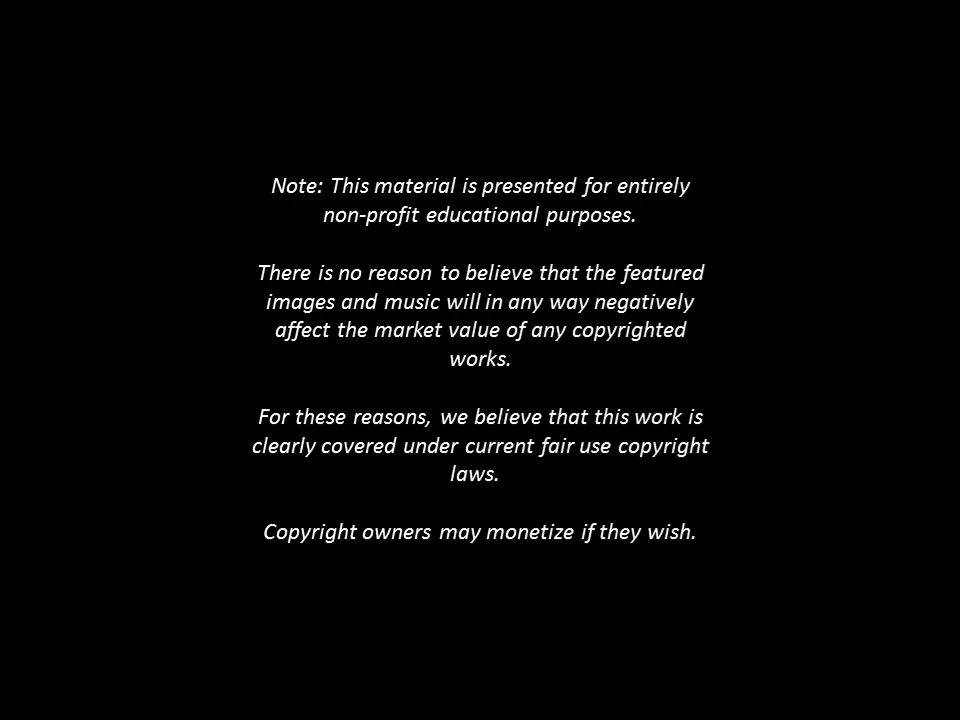 Note: This material is presented for entirely
non-profit educational purposes.
There is no reason to believe that the featured
images and music will in any way negatively
affect the market value of any copyrighted
works.
For these reasons, we believe that this work is
clearly covered under current fair use copyright
laws.
Copyright owners may monetize if they wish.